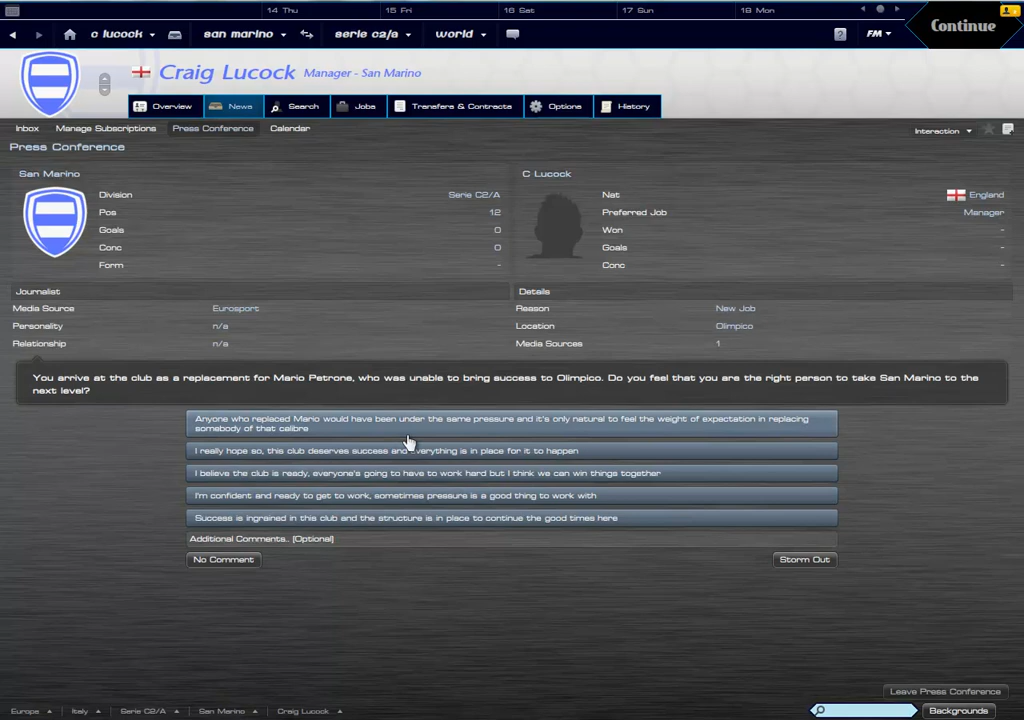 14 Thu 15 Fri 16 Sat 17 Sun 18 Mon
c lucock san marino serie c2/a world ? FM Continue
Craig Lucock Manager - San Marino
Overview News Search Jobs Transfers & Contracts Options History
Inbox Manage Subscriptions Press Conference Calendar Interaction
Press Conference
San Marino C Lucock
Division Serie C2/A Nat England
Pos 12 Preferred Job Manager
Goals 0 Won -
Conc 0 Goals -
Form - Conc -
Journalist Details
Media Source Eurosport Reason New Job
Personality n/a Location Olimpico
Relationship n/a Media Sources 1
You arrive at the club as a replacement for Mario Petrone, who was unable to bring success to Olimpico. Do you feel that you are the right person to take San Marino to the
next level?
Anyone who replaced Mario would have been under the same pressure and it's only natural to feel the weight of expectation in replacing
somebody of that calibre
I really hope so, this club deserves success and everything is in place for it to happen
I believe the club is ready, everyone's going to have to work hard but I think we can win things together
I'm confident and ready to get to work, sometimes pressure is a good thing to work with
Success is ingrained in this club and the structure is in place to continue the good times here
Additional Comments.. [Optional]
No Comment Storm Out
Leave Press Conference
Europe Italy Serie C2/A San Marino Craig Lucock Backgrounds